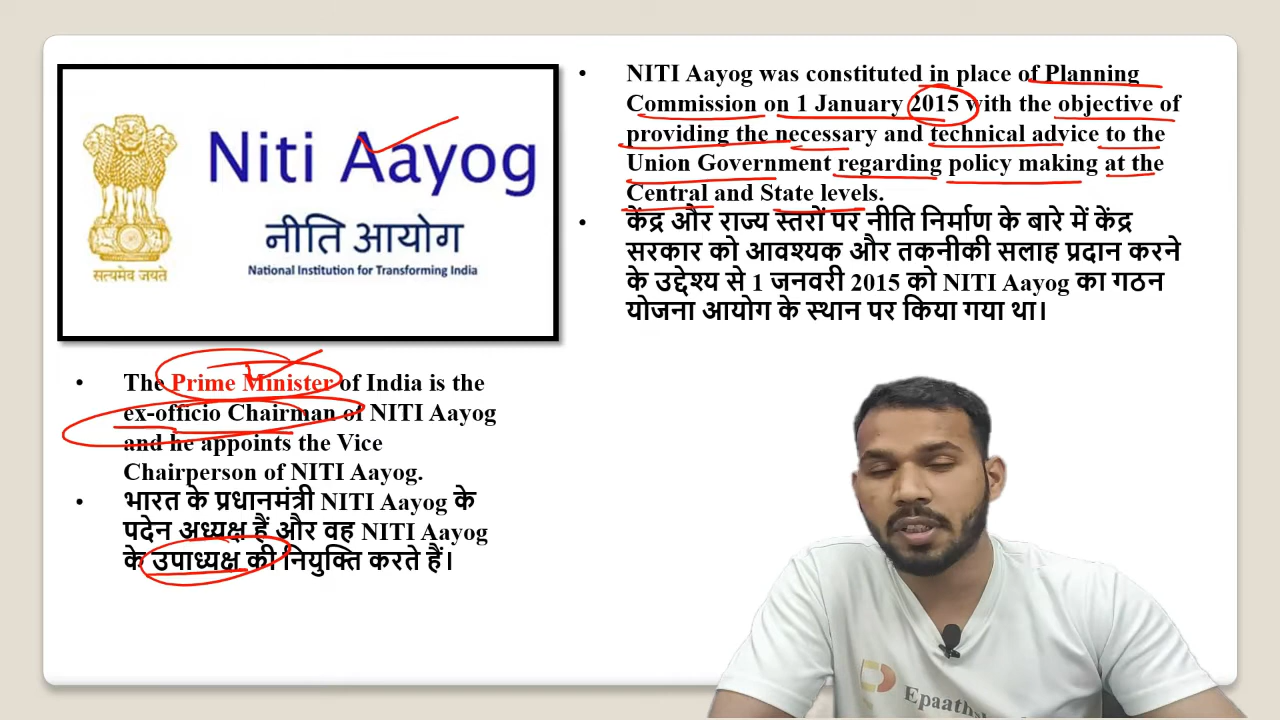 Niti Aayog
नीति आयोग
National Institution for Transforming India
सत्यमेव जयते
• The Prime Minister of India is the
ex-officio Chairman of NITI Aayog
and he appoints the Vice
Chairperson of NITI Aayog.
• भारत के प्रधानमंत्री NITI Aayog के
पदेन अध्यक्ष हैं और वह NITI Aayog
के उपाध्यक्ष की नियुक्ति करते हैं।
• NITI Aayog was constituted in place of Planning
Commission on 1 January 2015 with the objective of
providing the necessary and technical advice to the
Union Government regarding policy making at the
Central and State levels.
• केंद्र और राज्य स्तरों पर नीति निर्माण के बारे में केंद्र
सरकार को आवश्यक और तकनीकी सलाह प्रदान करने
के उद्देश्य से 1 जनवरी 2015 को NITI Aayog का गठन
योजना आयोग के स्थान पर किया गया था।